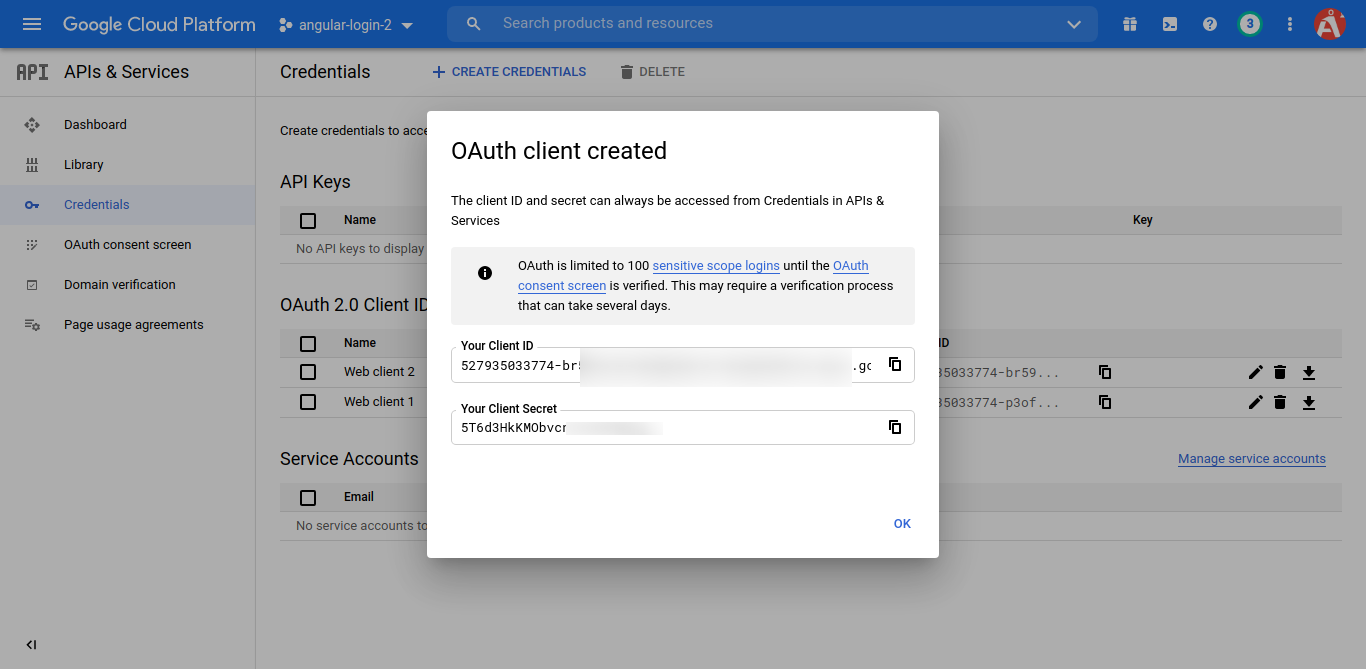 Google Cloud Platform
angular-login-2
Search products and resources
3
API
APIs & Services
Credentials
CREATE CREDENTIALS
DELETE
Dashboard
Library
Credentials
OAuth consent screen
Domain verification
Page usage agreements
Create credentials to acce
API Keys
Name
Key
No API keys to display
OAuth 2.0 Client ID
Name
ID
Web client 2
35033774-br59...
Web client 1
35033774-p3of...
Service Accounts
Manage service accounts
Email
No service accounts to
OAuth client created
The client ID and secret can always be accessed from Credentials in APIs &
Services
OAuth is limited to 100 sensitive scope logins until the OAuth
consent screen is verified. This may require a verification process
that can take several days.
Your Client ID
527935033774-br5
.gc
Your Client Secret
5T6d3HkKMObvcr
OK